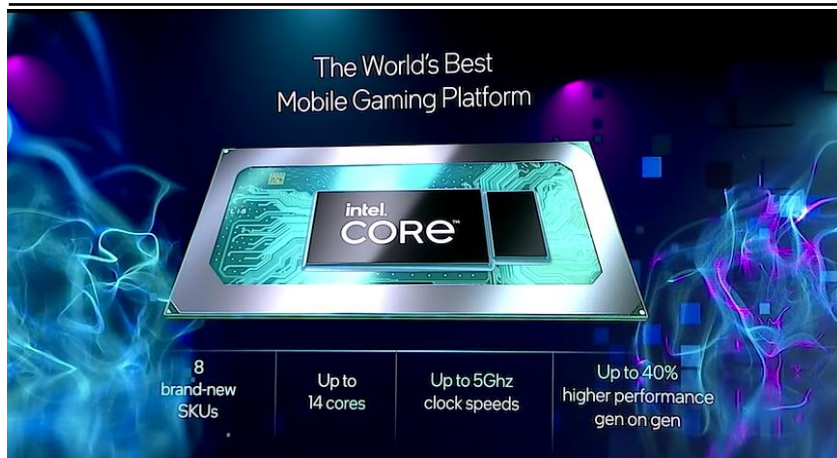 The World's Best
Mobile Gaming Platform
intel.
CORE™
8
brand-new
SKUs
Up to
14 cores
Up to 5Ghz
clock speeds
Up to 40%
higher performance
gen on gen